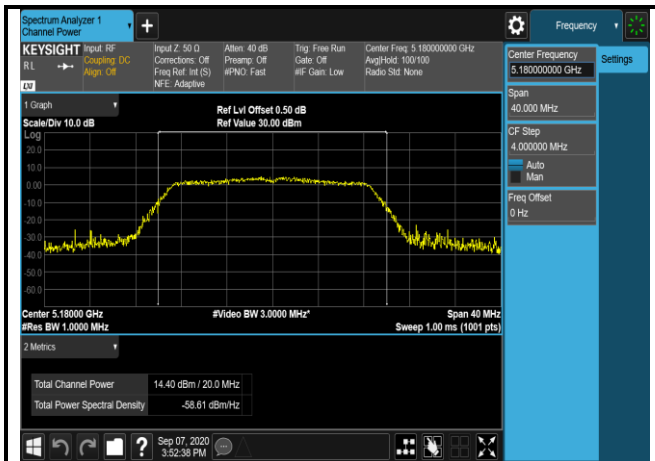 Spectrum Analyzer 1
Channel Power
+
Frequency
KEYSIGHT
RL
LXI
Input: RF
Coupling: DC
Align: Off
Input Z: 50 Ω
Corrections: Off
Freq Ref: Int (S)
NFE: Adaptive
Atten: 40 dB
Preamp: Off
#PNO: Fast
Trig: Free Run
Gate: Off
#IF Gain: Low
Center Freq: 5.180000000 GHz
Avg|Hold: 100/100
Radio Std: None
Center Frequency
5.180000000 GHz
Settings
Span
40.000 MHz
CF Step
4.000000 MHz
Auto
Man
Freq Offset
0 Hz
1 Graph
Scale/Div 10.0 dB
Ref Lvl Offset 0.50 dB
Ref Value 30.00 dBm
Log
20.0
10.0
0.00
-10.0
-20.0
-30.0
-40.0
-50.0
-60.0
Center 5.18000 GHz
#Video BW 3.0000 MHz*
Span 40 MHz
#Res BW 1.0000 MHz
Sweep 1.00 ms (1001 pts)
2 Metrics
Total Channel Power 14.40 dBm / 20.0 MHz
Total Power Spectral Density -58.61 dBm/Hz
?
Sep 07, 2020
3:52:38 PM